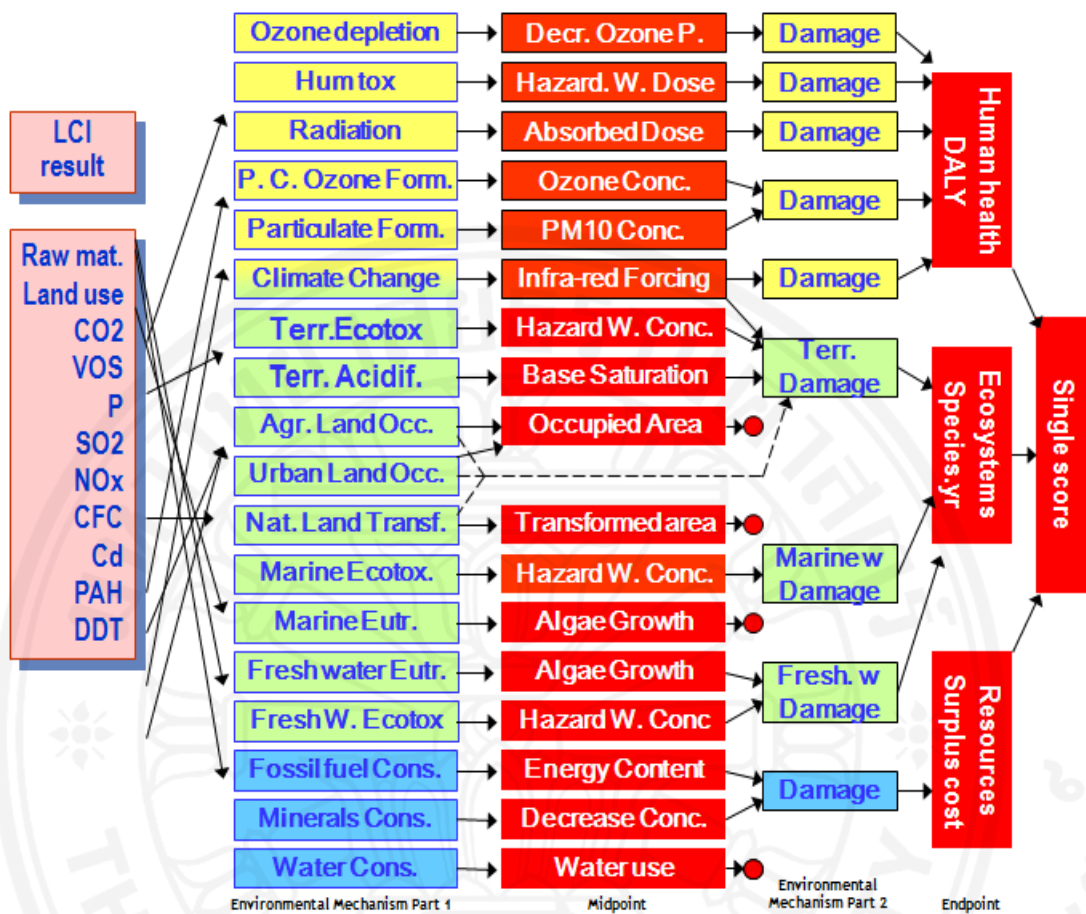 LCI
result
Raw mat.
Land use
CO2
VOS
P
SO2
NOx
CFC
Cd
PAH
DDT
Ozone depletion
Hum tox
Radiation
P. C. Ozone Form.
Particulate Form.
Climate Change
Terr.Ecotox
Terr. Acidif.
Agr. Land Occ.
Urban Land Occ.
Nat. Land Transf.
Marine Ecotox.
Marine Eutr.
Fresh water Eutr.
Fresh W. Ecotox
Fossil fuel Cons.
Minerals Cons.
Water Cons.
Environmental Mechanism Part 1
Decr. Ozone P.
Hazard. W. Dose
Absorbed Dose
Ozone Conc.
PM10 Conc.
Infra-red Forcing
Hazard W. Conc.
Base Saturation
Occupied Area
Transformed area
Hazard W. Conc.
Algae Growth
Algae Growth
Hazard W. Conc
Energy Content
Decrease Conc.
Water use
Midpoint
Damage
Damage
Damage
Damage
Damage
Terr.
Damage
Marine w
Damage
Fresh. w
Damage
Damage
Environmental
Mechanism Part 2
Human health
DALY
Ecosystems
Species.yr
Resources
Surplus cost
Endpoint
Single score